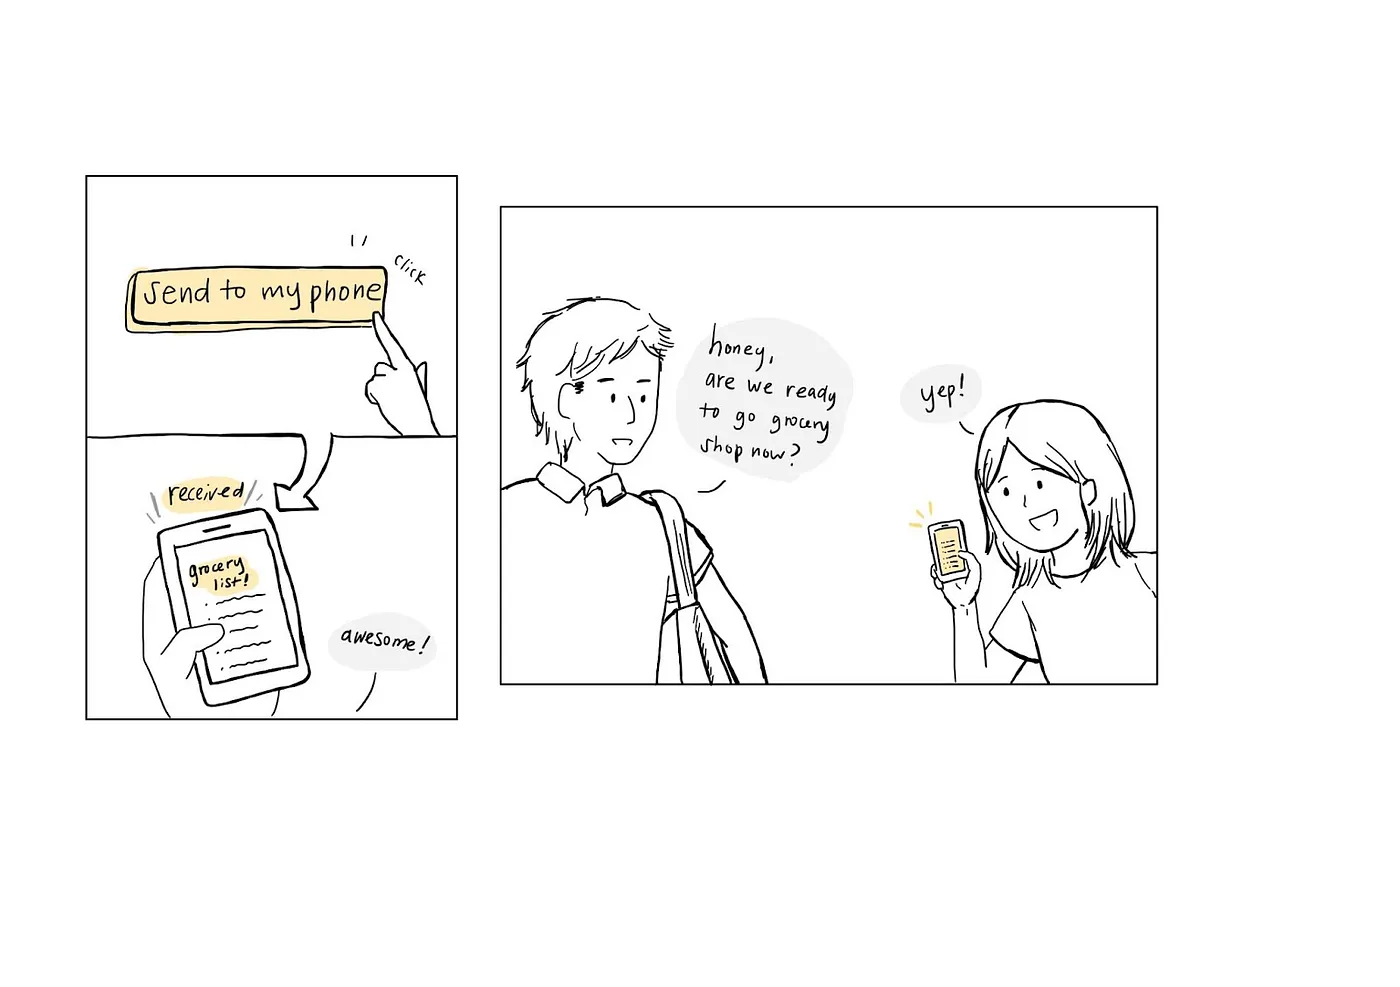 Send to my phone
click
received
grocery
list!
awesome!
honey,
are we ready
to go grocery
shop now?
yep!